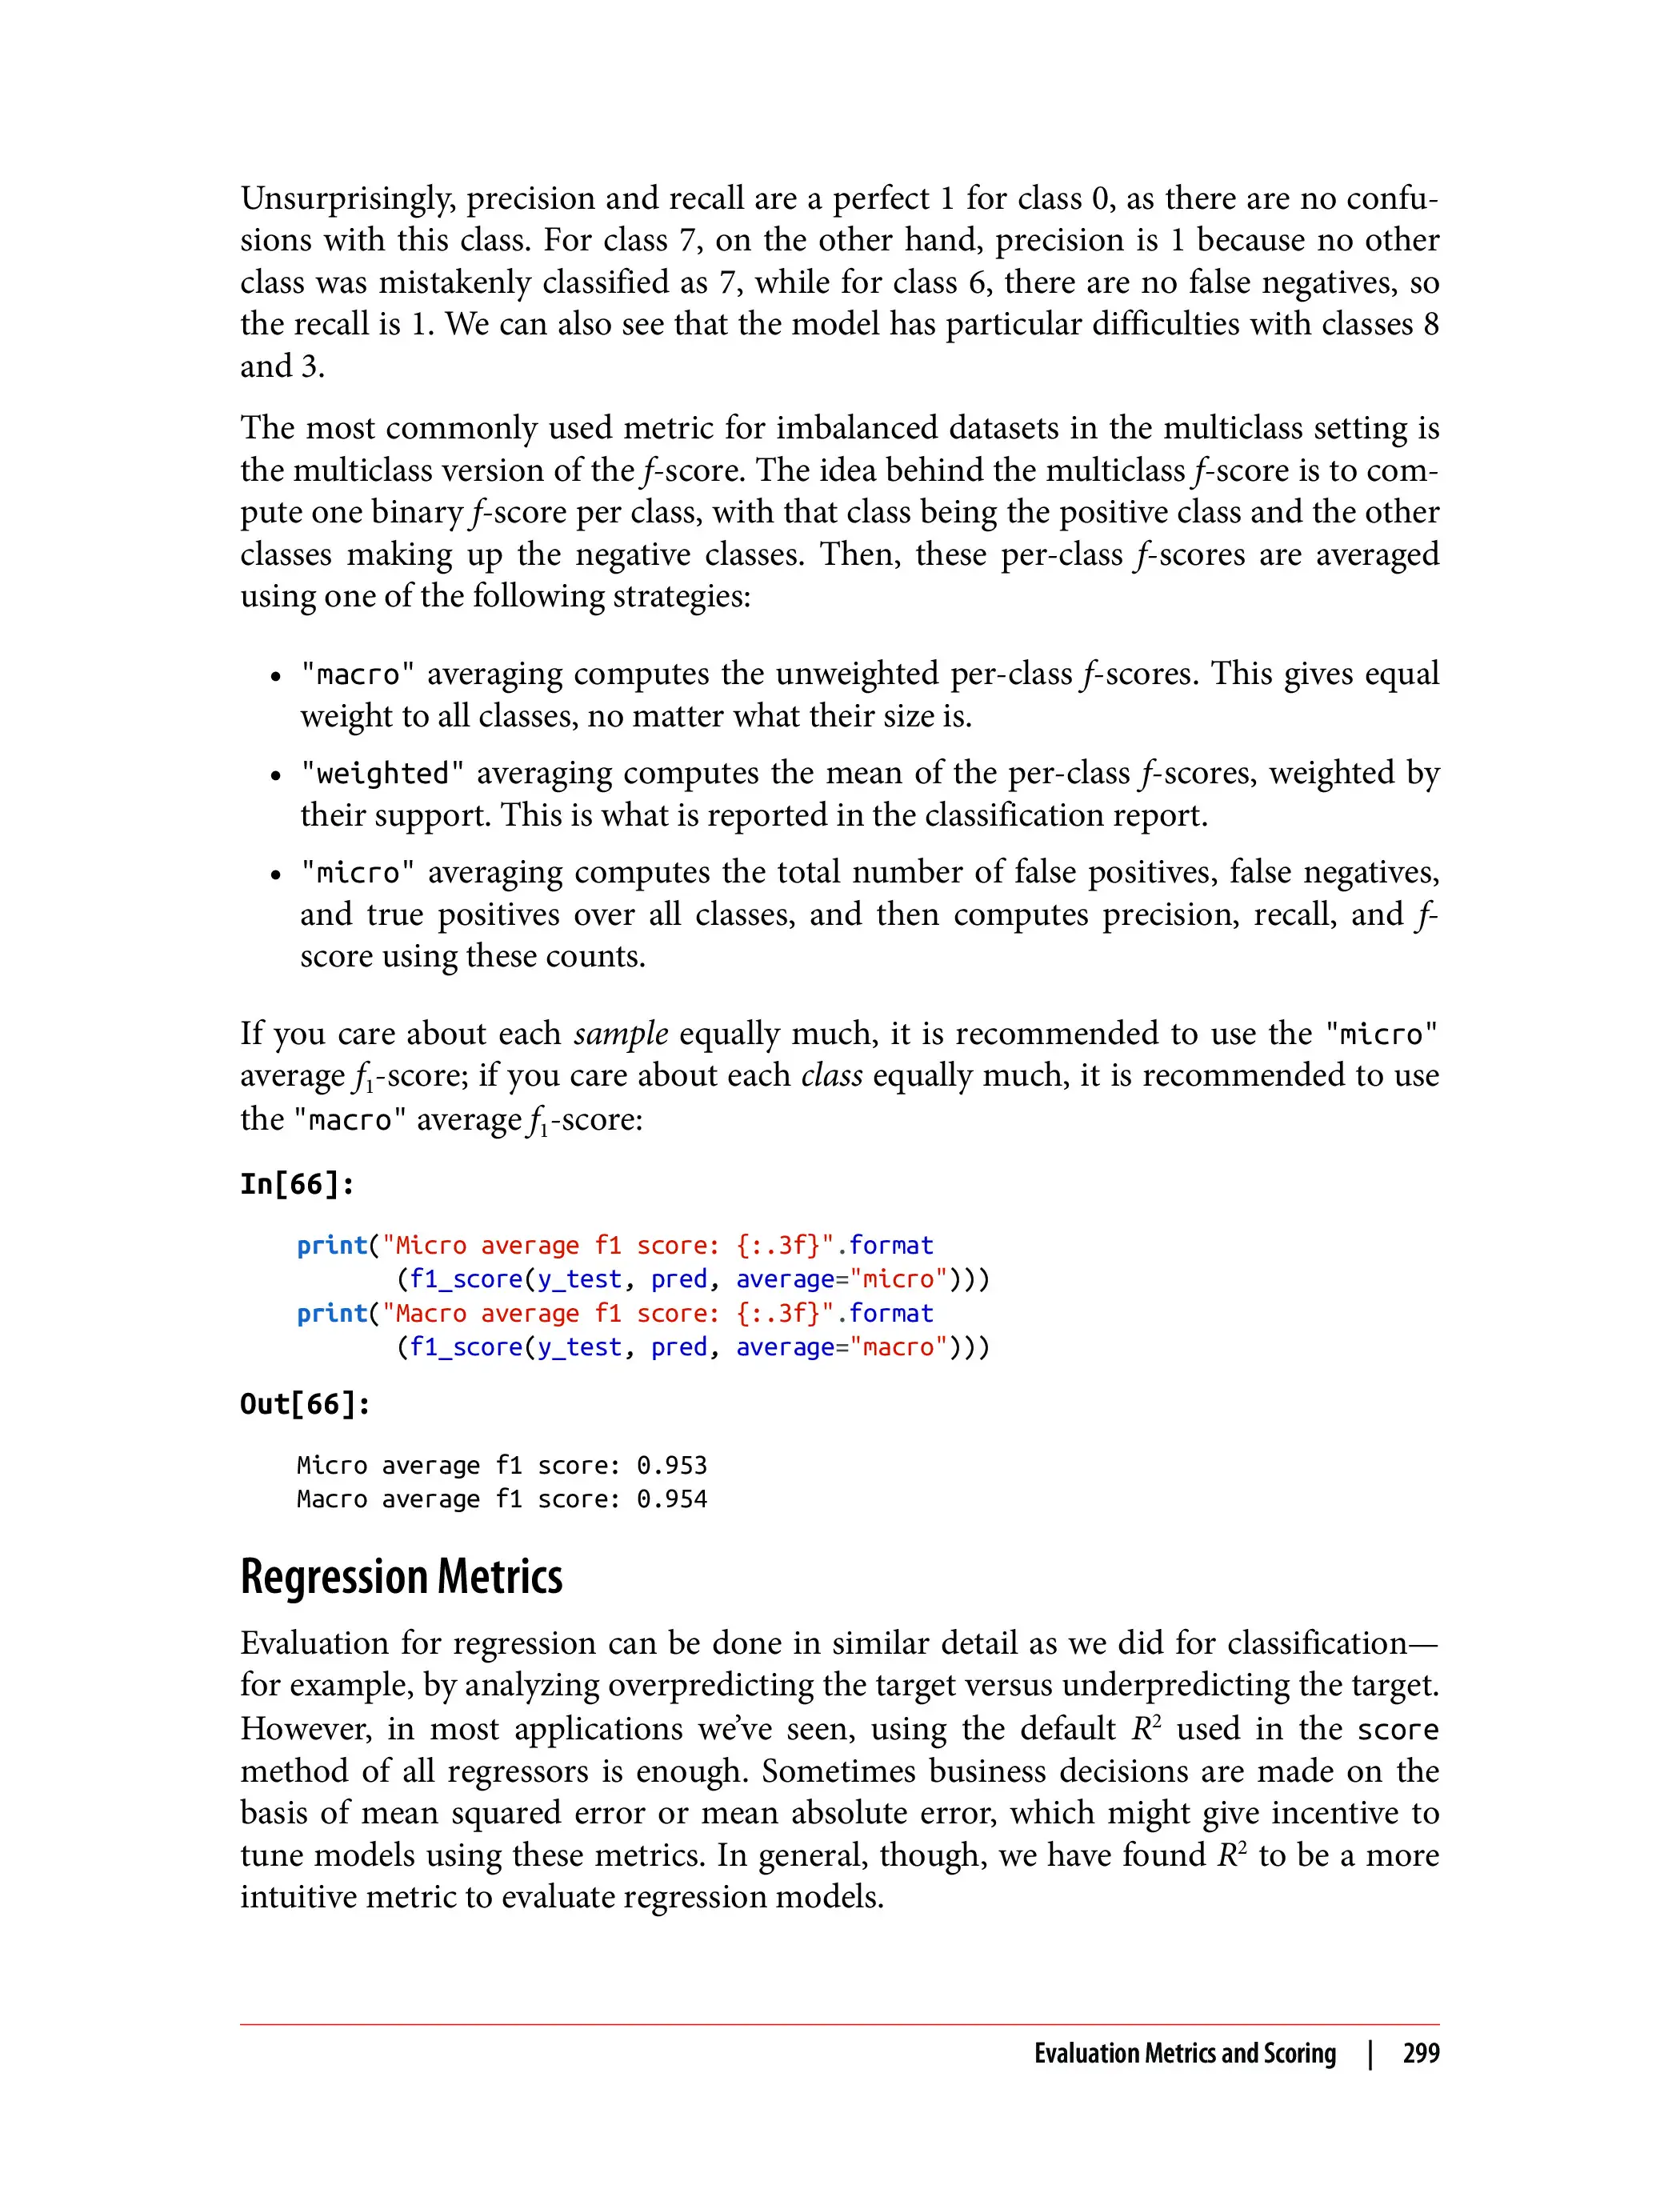 Unsurprisingly, precision and recall are a perfect 1 for class 0, as there are no confu-
sions with this class. For class 7, on the other hand, precision is 1 because no other
class was mistakenly classified as 7, while for class 6, there are no false negatives, so
the recall is 1. We can also see that the model has particular difficulties with classes 8
and 3.
The most commonly used metric for imbalanced datasets in the multiclass setting is
the multiclass version of the f-score. The idea behind the multiclass f-score is to com-
pute one binary f-score per class, with that class being the positive class and the other
classes making up the negative classes. Then, these per-class f-scores are averaged
using one of the following strategies:
• "macro" averaging computes the unweighted per-class f-scores. This gives equal
weight to all classes, no matter what their size is.
• "weighted" averaging computes the mean of the per-class f-scores, weighted by
their support. This is what is reported in the classification report.
• "micro" averaging computes the total number of false positives, false negatives,
and true positives over all classes, and then computes precision, recall, and f-
score using these counts.
If you care about each sample equally much, it is recommended to use the "micro"
average f₁-score; if you care about each class equally much, it is recommended to use
the "macro" average f₁-score:
In[66]:
print("Micro average f1 score: {:.3f}".format
(f1_score(y_test, pred, average="micro")))
print("Macro average f1 score: {:.3f}".format
(f1_score(y_test, pred, average="macro")))
Out[66]:
Micro average f1 score: 0.953
Macro average f1 score: 0.954
Regression Metrics
Evaluation for regression can be done in similar detail as we did for classification—
for example, by analyzing overpredicting the target versus underpredicting the target.
However, in most applications we’ve seen, using the default R² used in the score
method of all regressors is enough. Sometimes business decisions are made on the
basis of mean squared error or mean absolute error, which might give incentive to
tune models using these metrics. In general, though, we have found R² to be a more
intuitive metric to evaluate regression models.
Evaluation Metrics and Scoring | 299